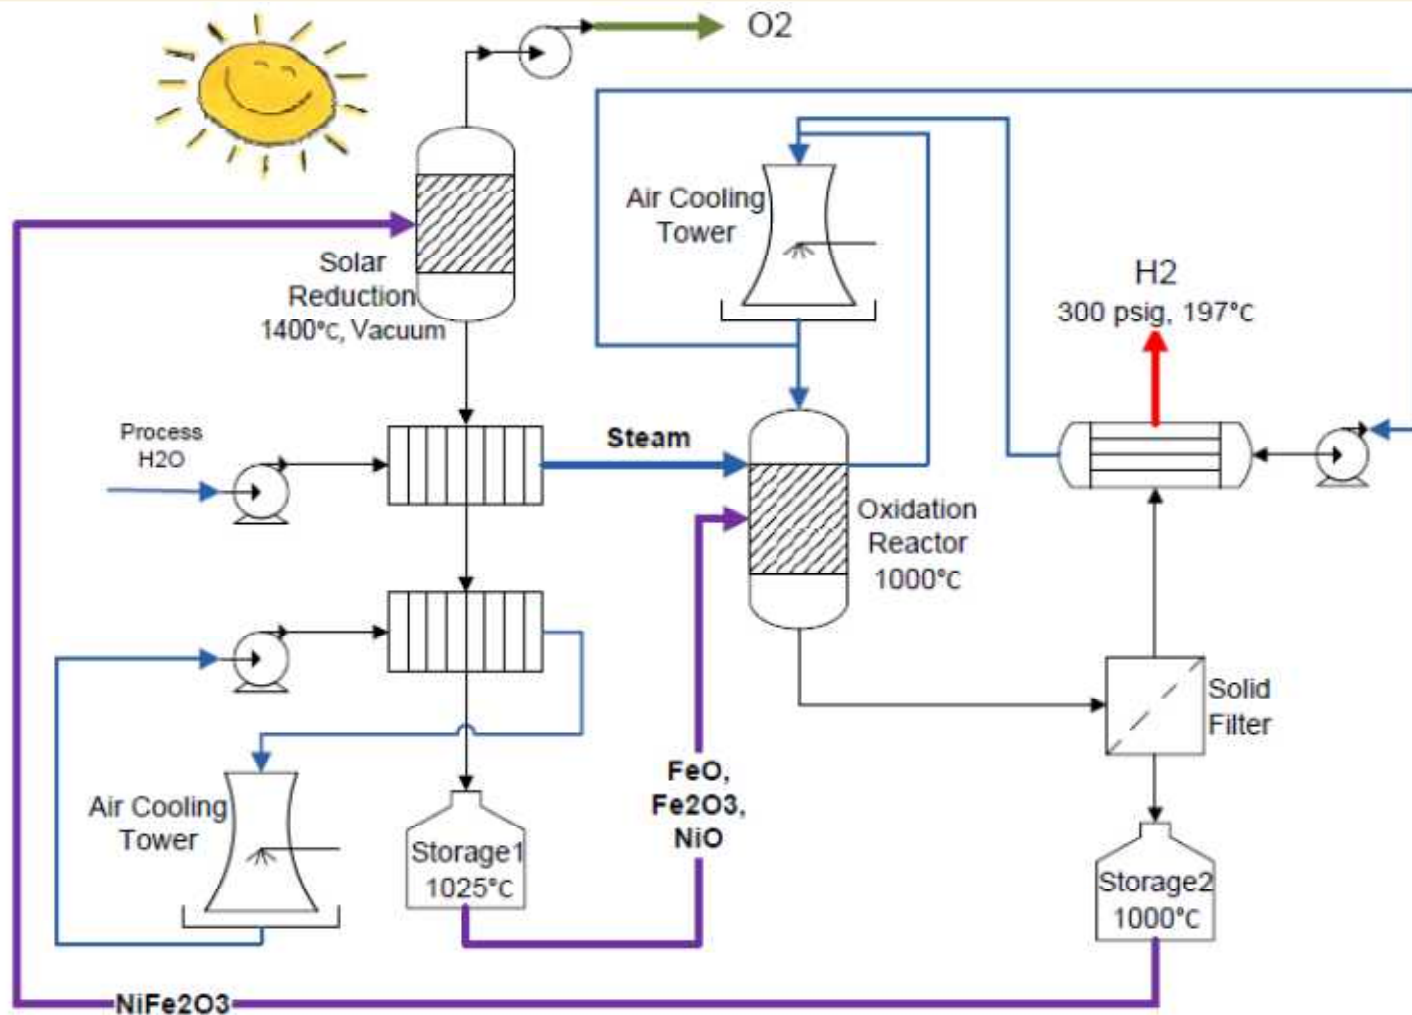 O2
Air Cooling
Tower
Solar
Reduction
1400°C, Vacuum
H2
300 psig, 197°C
Process
H2O
Steam
Oxidation
Reactor
1000°C
Solid
Filter
FeO,
Fe2O3,
NiO
Air Cooling
Tower
Storage1
1025°C
Storage2
1000°C
NiFe2O3